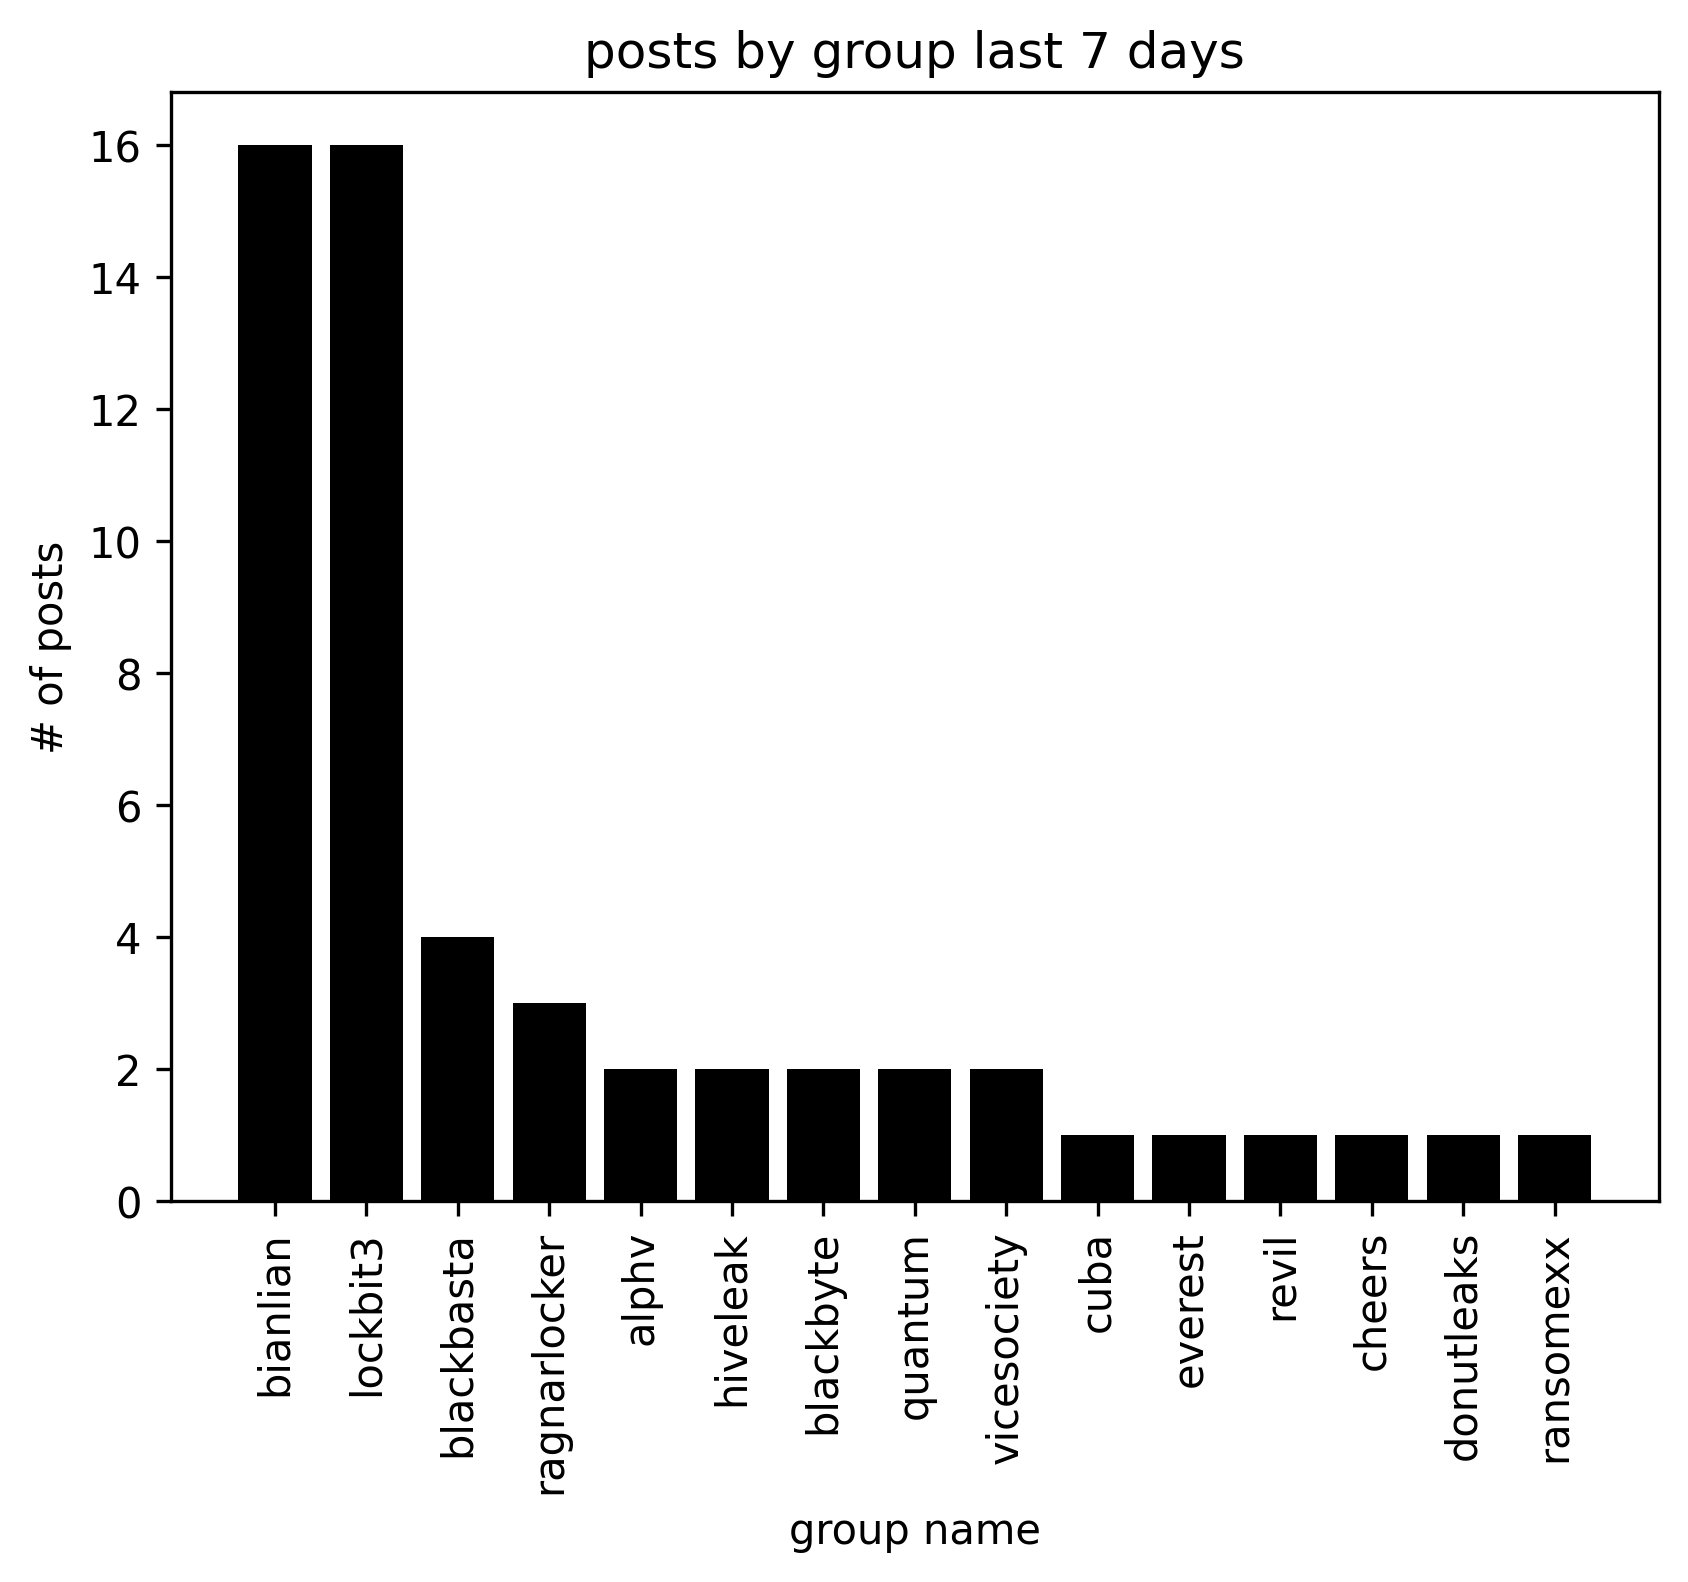 posts by group last 7 days
16
14
12
10
8
6
4
2
0
# of posts
bianlian
lockbit3
blackbasta
ragnarlocker
alphv
hiveleak
blackbyte
quantum
vicesociety
cuba
everest
revil
cheers
donutleaks
ransomexx
group name